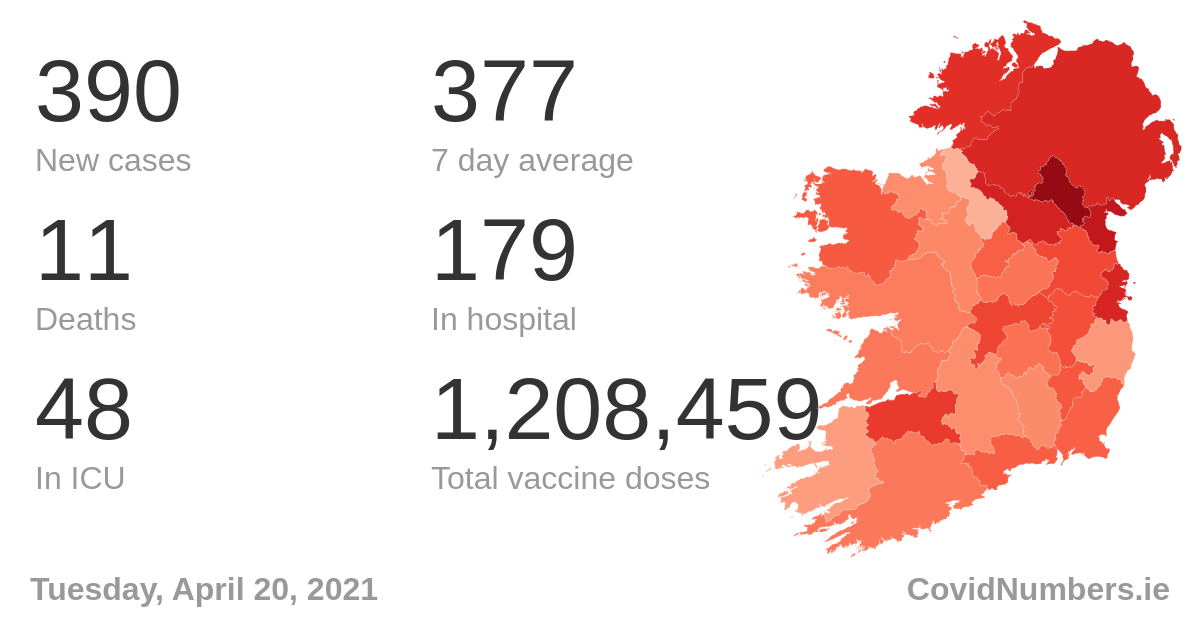 390
New cases
377
7 day average
11
Deaths
179
In hospital
48
In ICU
1,208,459
Total vaccine doses
Tuesday, April 20, 2021
CovidNumbers.ie